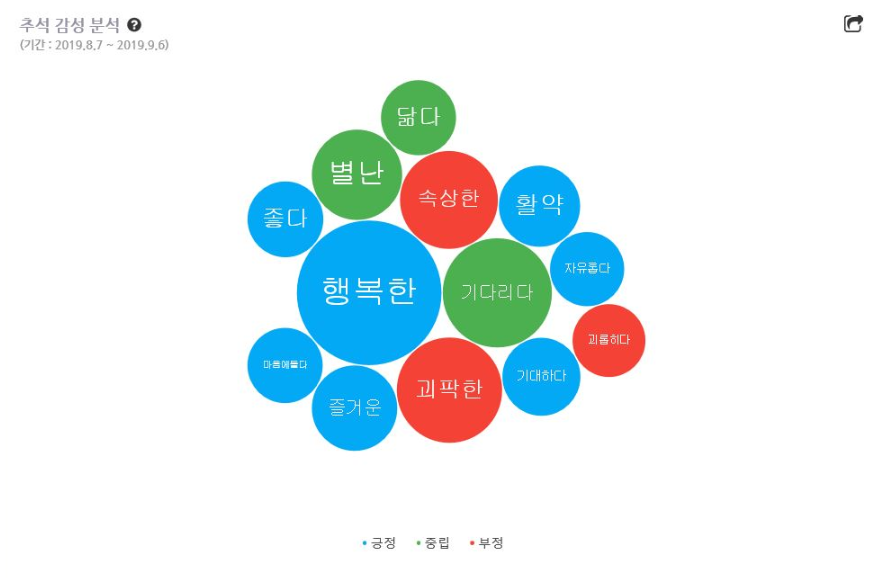 추석 감성 분석
(기간 : 2019.8.7 ~ 2019.9.6)
닮다
별난
속상한
활약
좋다
자유롭다
행복한
기다리다
괴롭히다
마음에들다
기대하다
괴팍한
즐거운
긍정 중립 부정